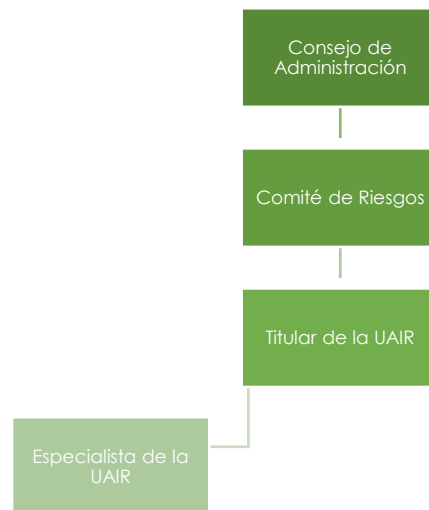 Consejo de
Administración
Comité de Riesgos
Titular de la UAIR
Especialista de la
UAIR